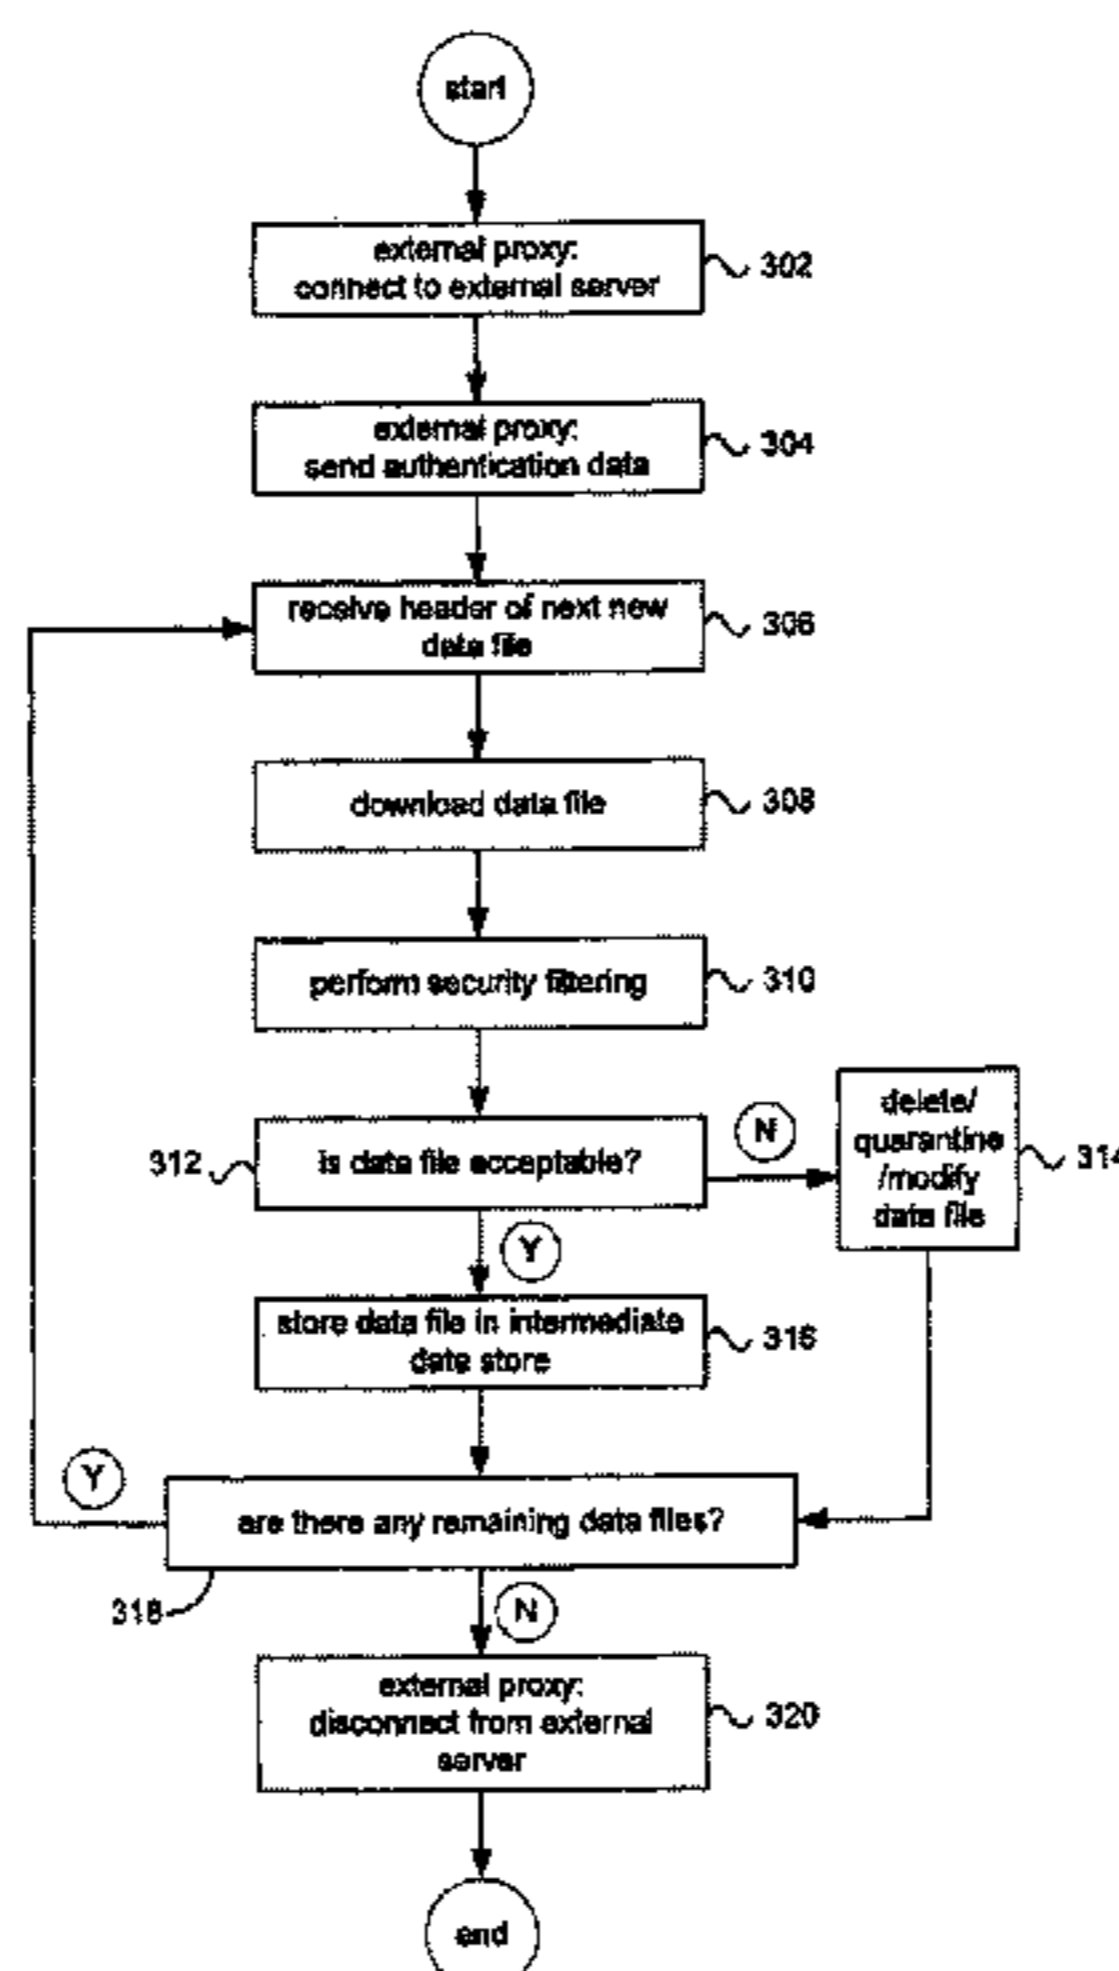 start
external proxy:
connect to external server
302
external proxy:
send authentication data
304
receive header of next new
data file
306
download data file
308
perform security filtering
310
312
is data file acceptable?
N
delete/
quarantine
/modify
data file
314
Y
store data file in intermediate
data store
316
Y
are there any remaining data files?
318
N
external proxy:
disconnect from external
server
320
end